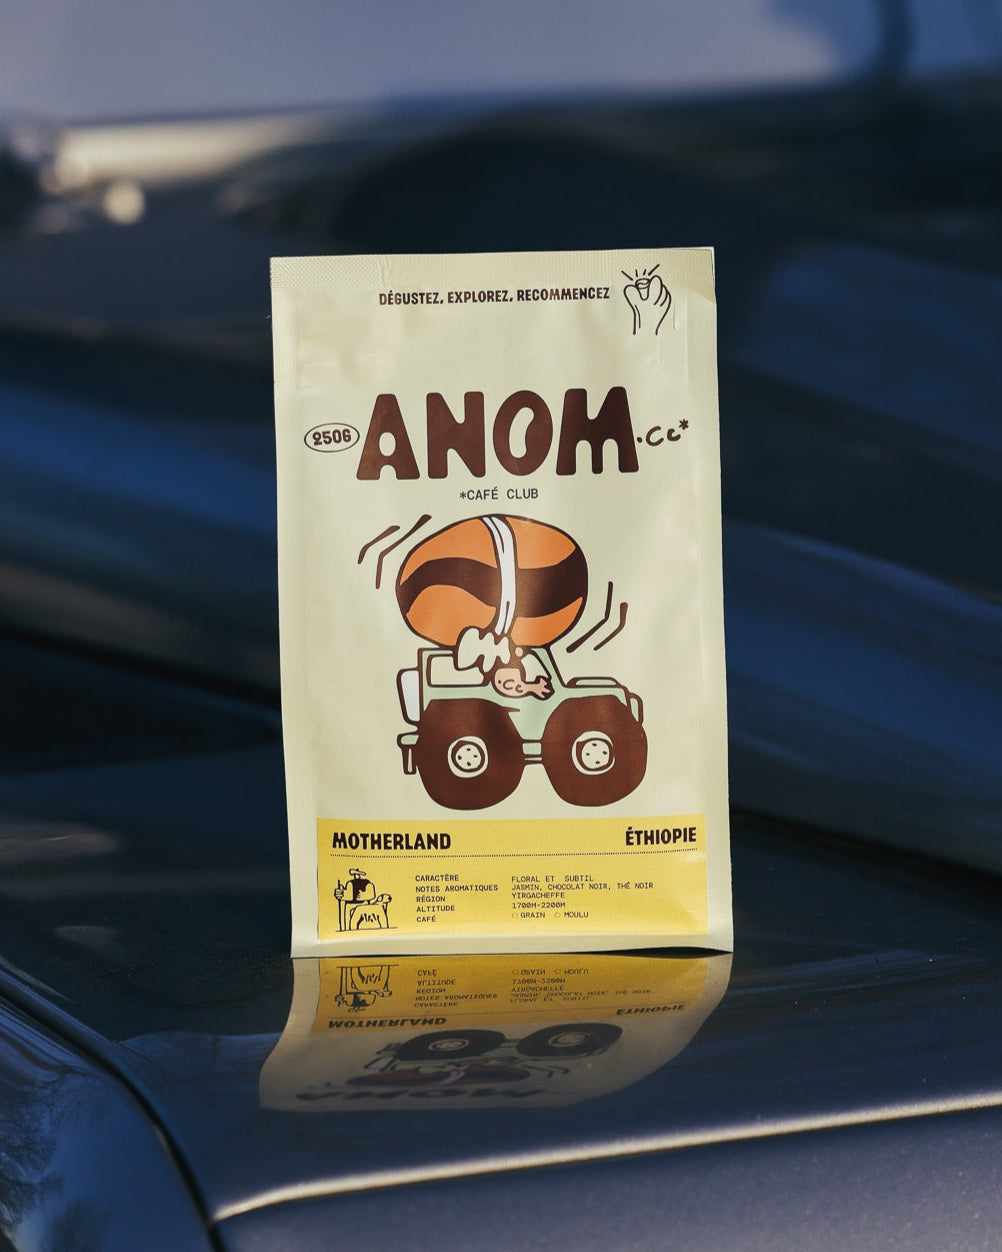 DÉGUSTEZ, EXPLOREZ, RECOMMENCEZ
250G
ANOM.cc*
*CAFÉ CLUB
MOTHERLAND ÉTHIOPIE
CARACTÈRE FLORAL ET SUBTIL
NOTES AROMATIQUES JASMIN, CHOCOLAT NOIR, THÉ NOIR
RÉGION YIRGACHEFFE
ALTITUDE 1700M-2200M
CAFÉ GRAIN MOULU